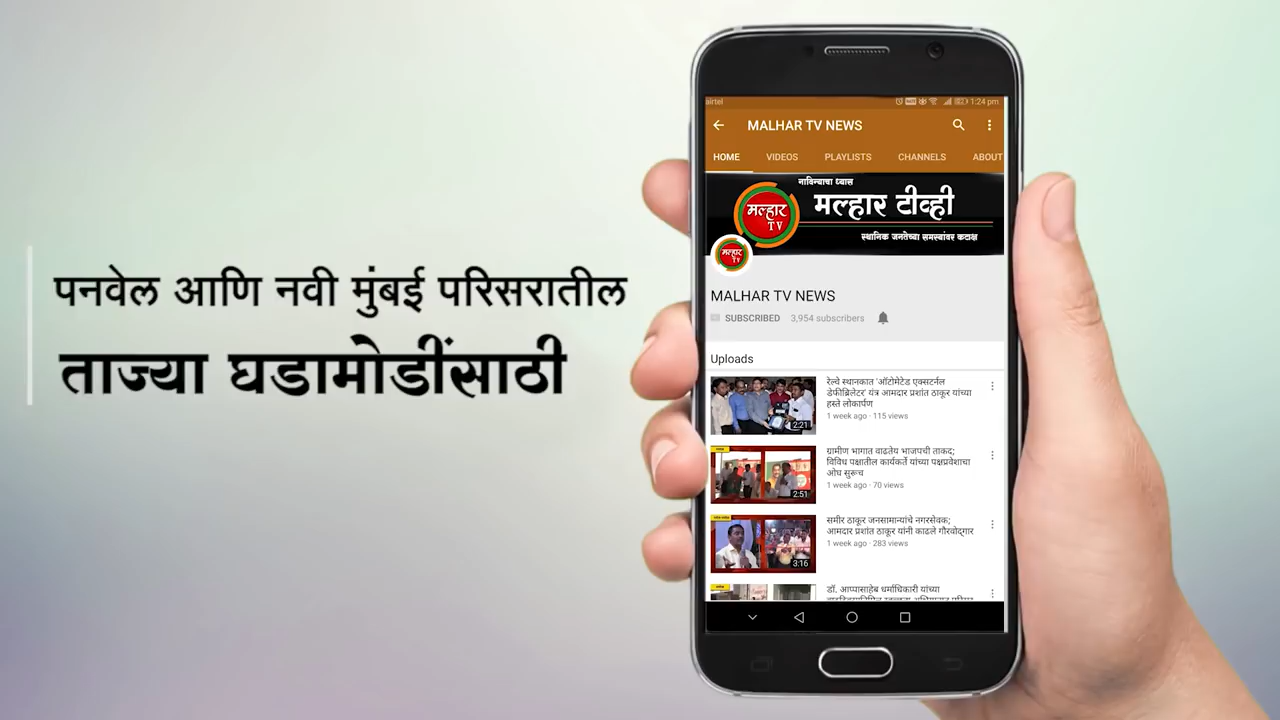 पनवेल आणि नवी मुंबई परिसरातील
ताज्या घडामोडींसाठी
airtel
1:24 pm
MALHAR TV NEWS
HOME VIDEOS PLAYLISTS CHANNELS ABOUT
नाविन्याचा ध्यास
मल्हार टीव्ही
मल्हार
TV
स्थानिक जनतेच्या समस्यांवर कटाक्ष
मल्हार
TV
MALHAR TV NEWS
SUBSCRIBED 3,954 subscribers
Uploads
रेल्वे स्थानकात 'ऑटोमेटेड एक्सटर्नल
डेफीब्रिलेटर' यंत्र आमदार प्रशांत ठाकूर यांच्या
हस्ते लोकार्पण
1 week ago · 115 views
2:21
ग्रामीण भागात वाढतेय भाजपची ताकद;
विविध पक्षातील कार्यकर्ते यांच्या पक्षप्रवेशाचा
ओघ सुरूच
1 week ago · 70 views
2:51
समीर ठाकूर जनसामान्यांचे नगरसेवक;
आमदार प्रशांत ठाकूर यांनी काढले गौरवोद्गार
1 week ago · 283 views
3:16
डॉ. आप्पासाहेब धर्माधिकारी यांच्या